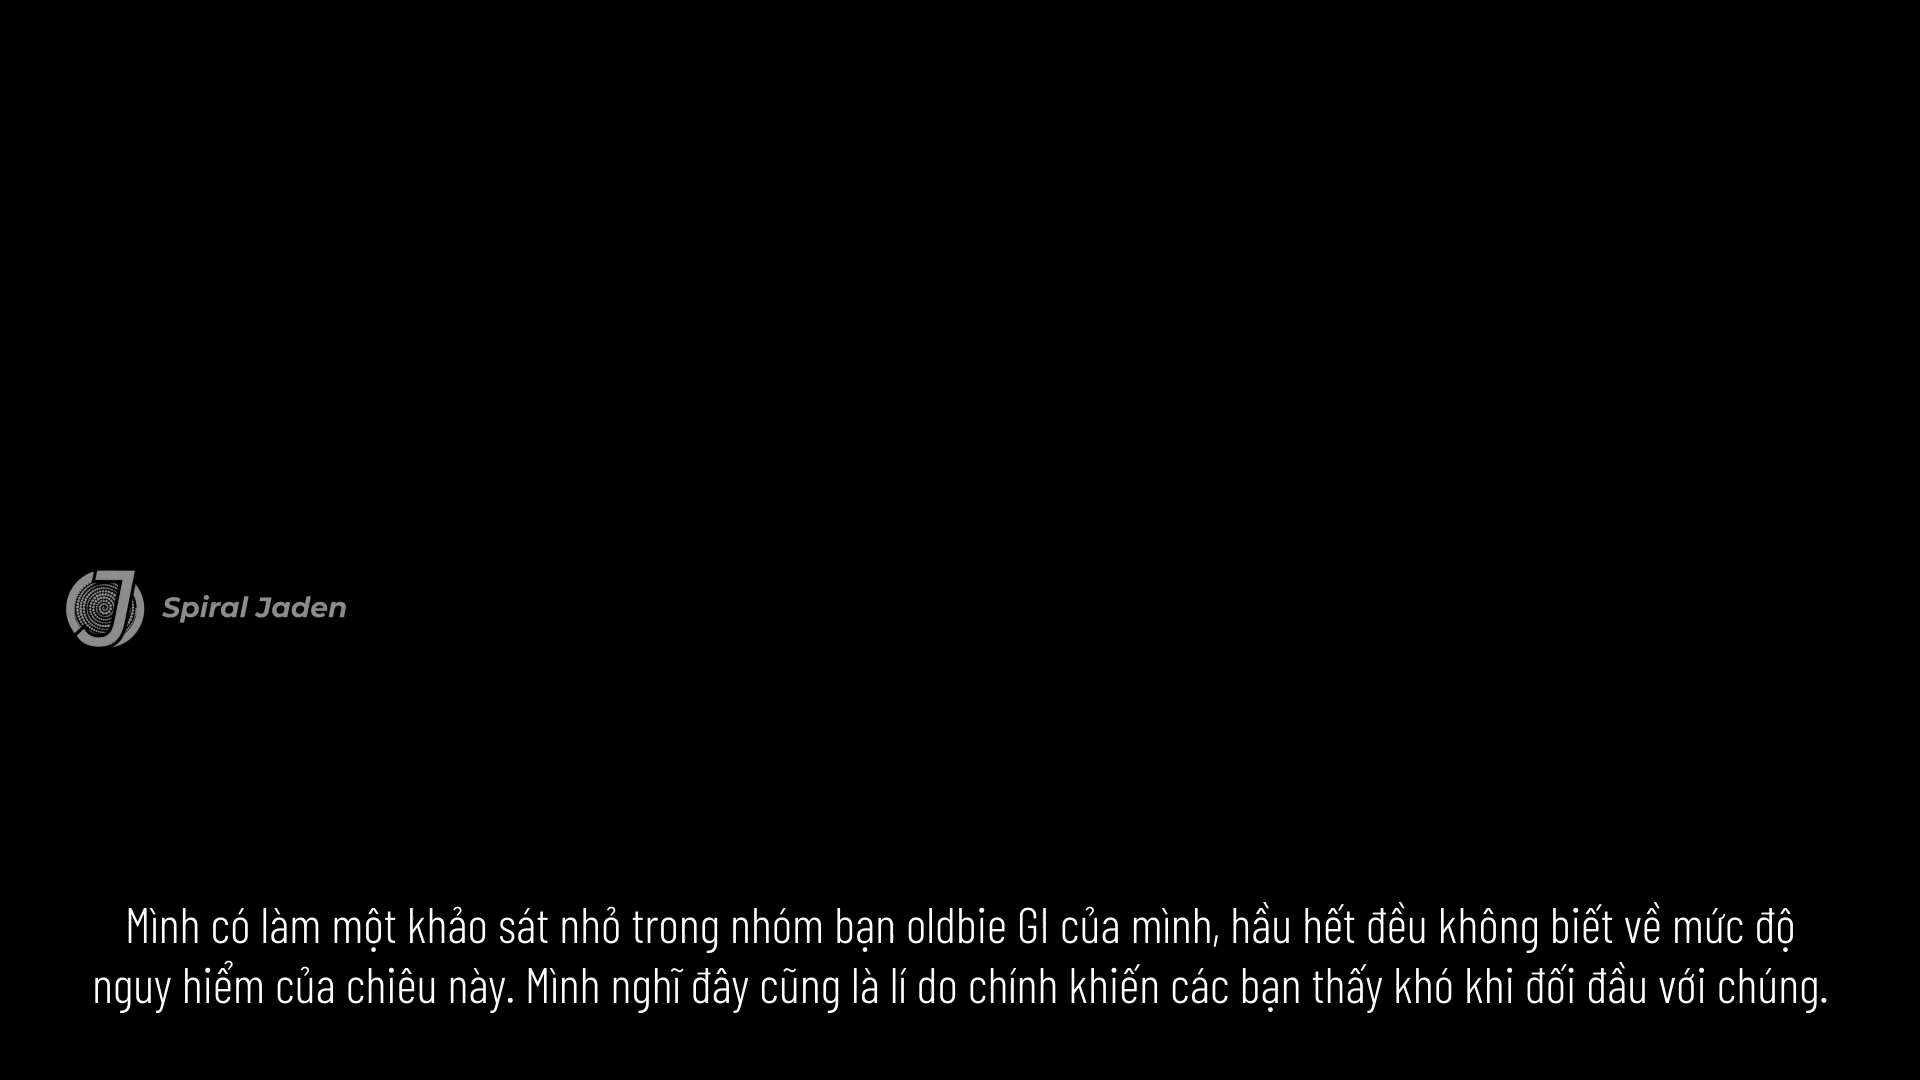 Spiral Jaden
Mình có làm một khảo sát nhỏ trong nhóm bạn oldbie GI của mình, hầu hết đều không biết về mức độ
nguy hiểm của chiêu này. Mình nghĩ đây cũng là lí do chính khiến các bạn thấy khó khi đối đầu với chúng.